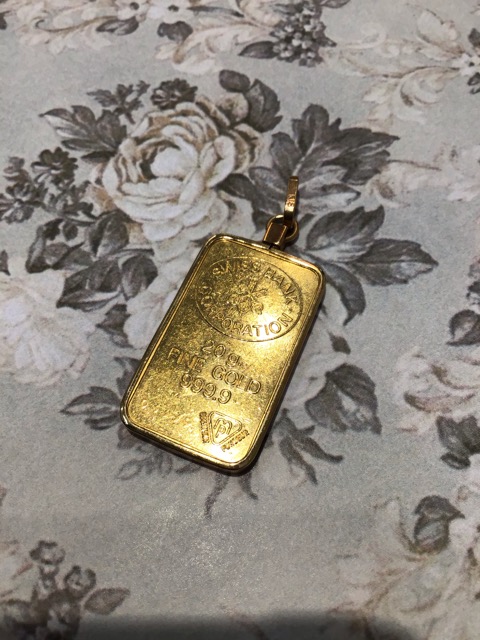 SWISS BANK
CORPORATION
20 g.
FINE GOLD
999.9